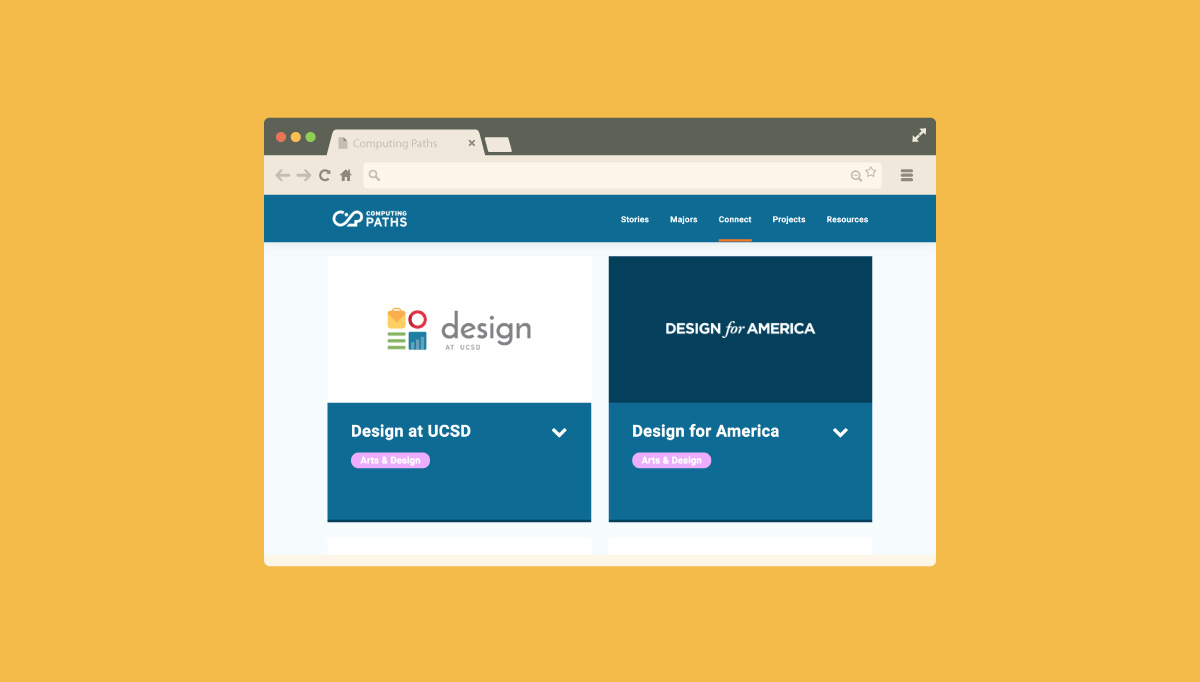 Computing Paths
COMPUTING
PATHS
Stories Majors Connect Projects Resources
design
AT UCSD
DESIGN for AMERICA
Design at UCSD
Arts & Design
Design for America
Arts & Design